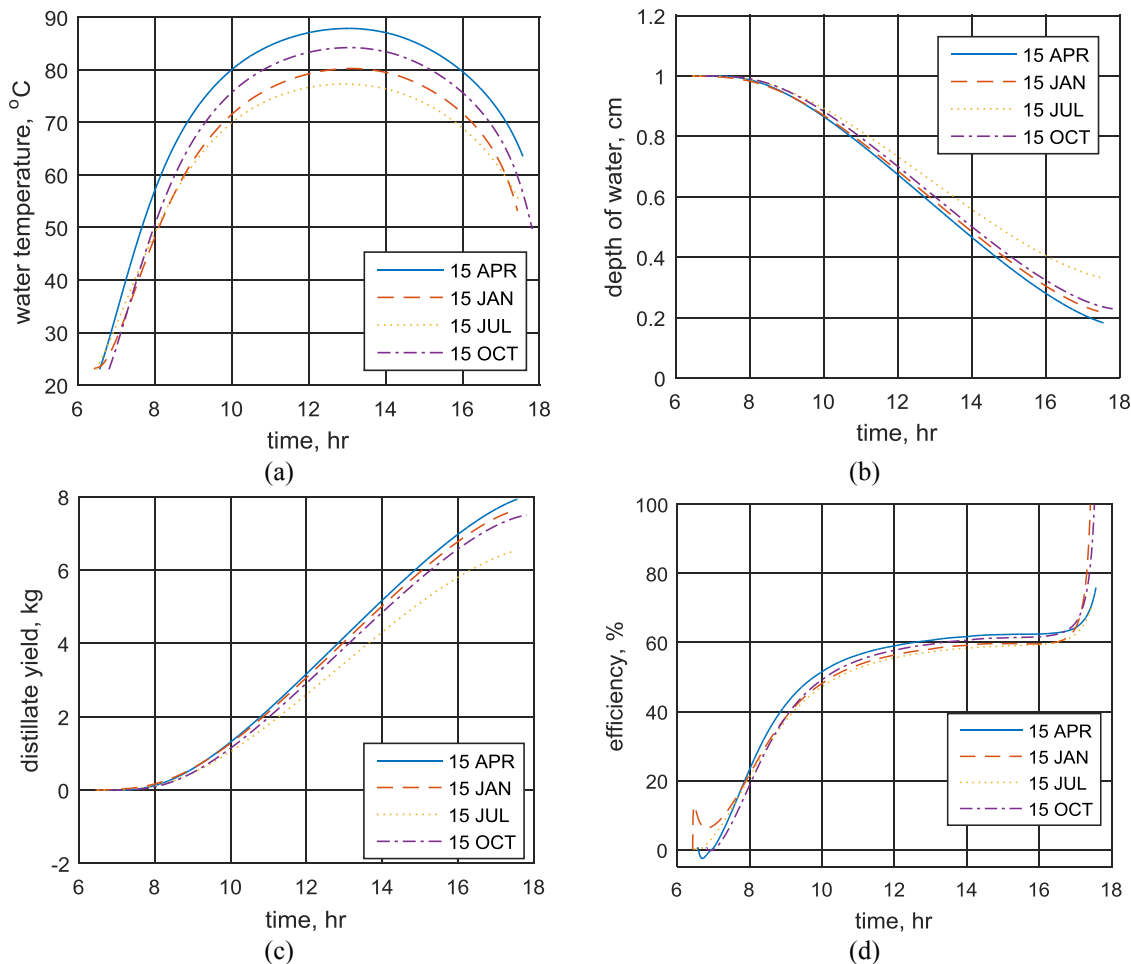 90
80
70
60
50
40
30
20
6 8 10 12 14 16 18
water temperature, °C
time, hr
15 APR
15 JAN
15 JUL
15 OCT
(a)
1.2
1
0.8
0.6
0.4
0.2
0
6 8 10 12 14 16 18
depth of water, cm
time, hr
15 APR
15 JAN
15 JUL
15 OCT
(b)
8
6
4
2
0
-2
6 8 10 12 14 16 18
distillate yield, kg
time, hr
15 APR
15 JAN
15 JUL
15 OCT
(c)
100
80
60
40
20
0
6 8 10 12 14 16 18
efficiency, %
time, hr
15 APR
15 JAN
15 JUL
15 OCT
(d)